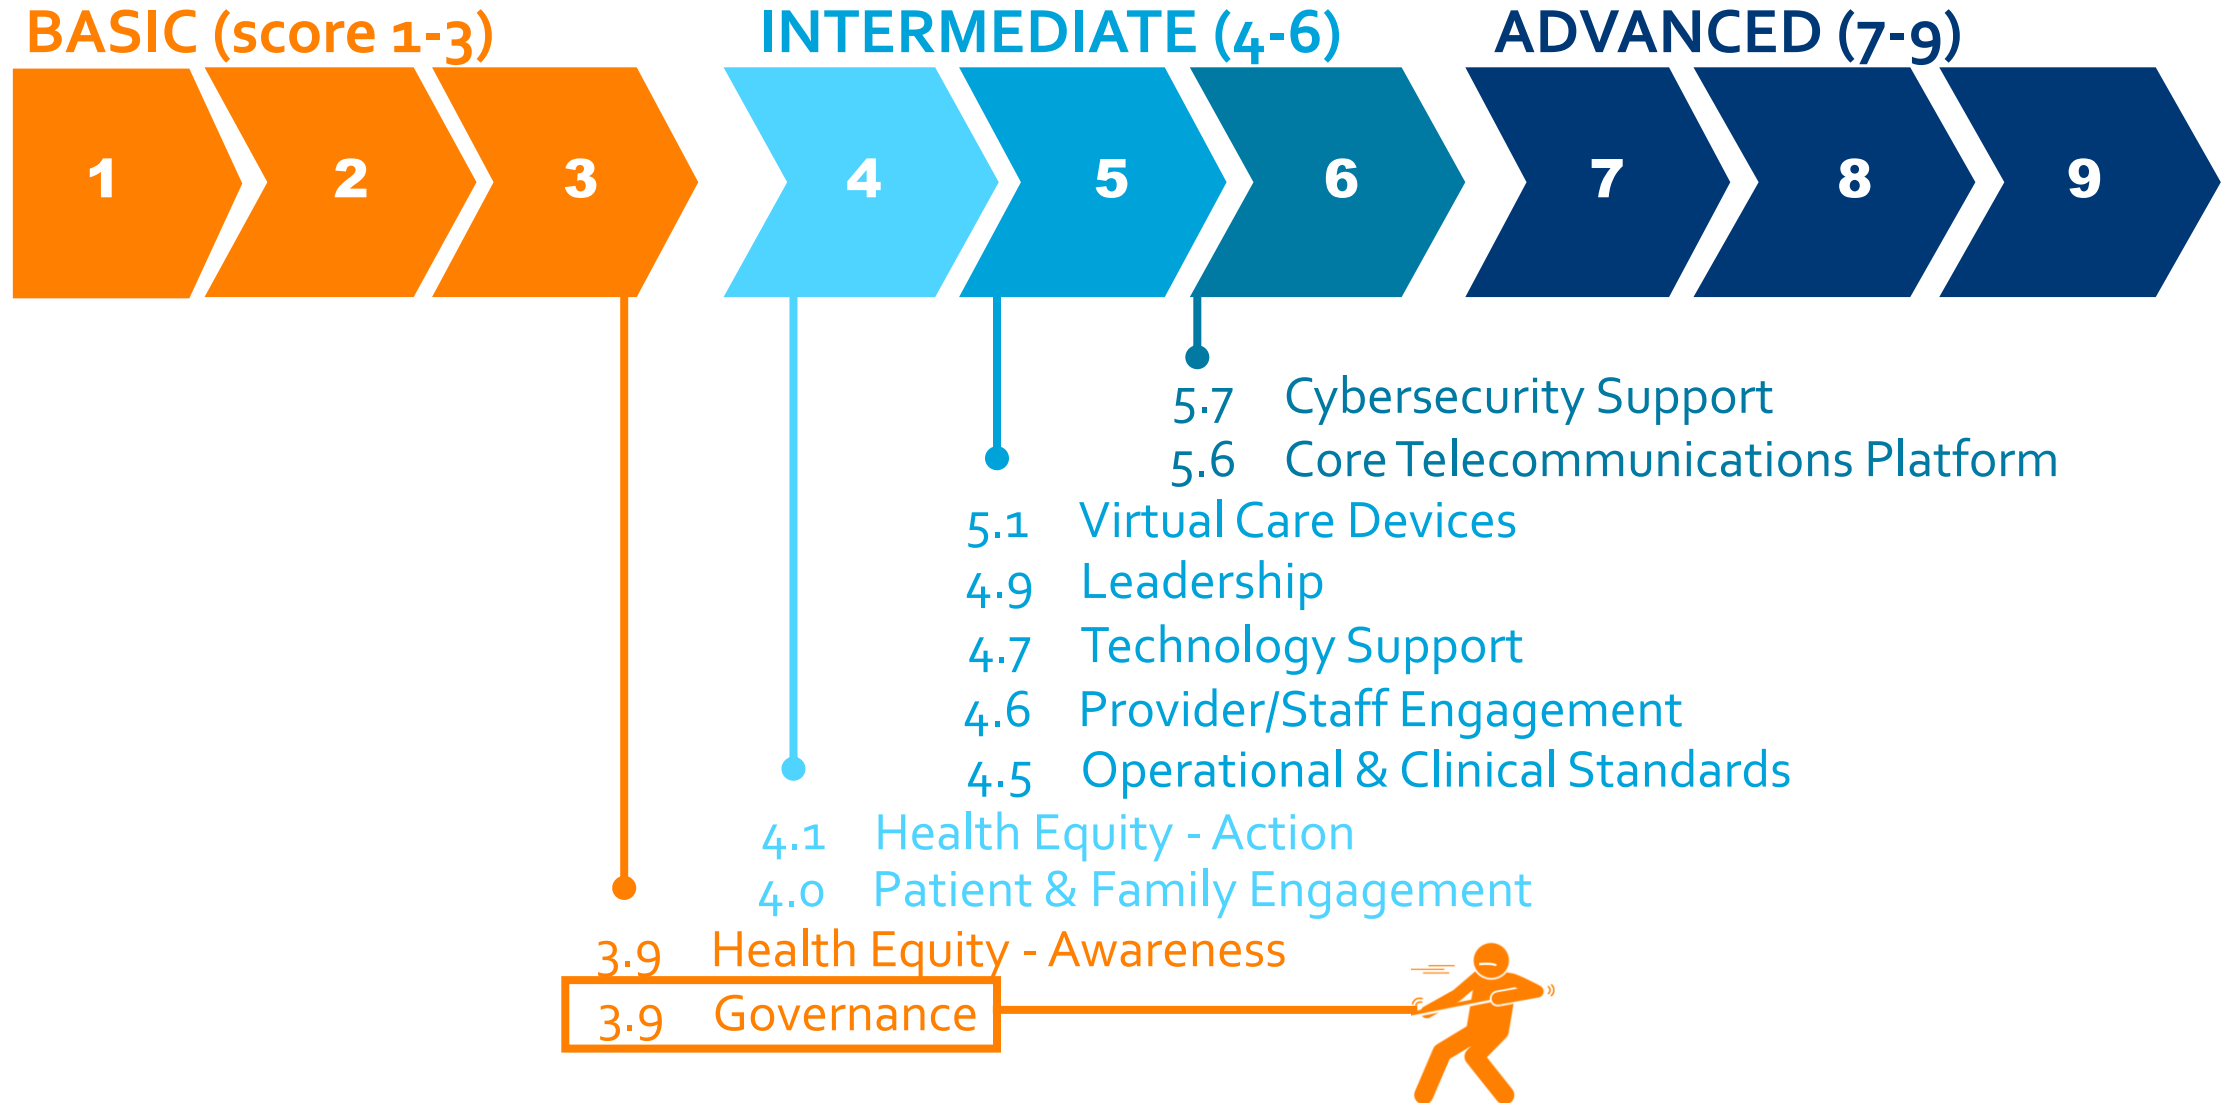 BASIC (score 1-3) INTERMEDIATE (4-6) ADVANCED (7-9)
1 2 3 4 5 6 7 8 9
5.7 Cybersecurity Support
5.6 Core Telecommunications Platform
5.1 Virtual Care Devices
4.9 Leadership
4.7 Technology Support
4.6 Provider/Staff Engagement
4.5 Operational & Clinical Standards
4.1 Health Equity - Action
4.0 Patient & Family Engagement
3.9 Health Equity - Awareness
3.9 Governance